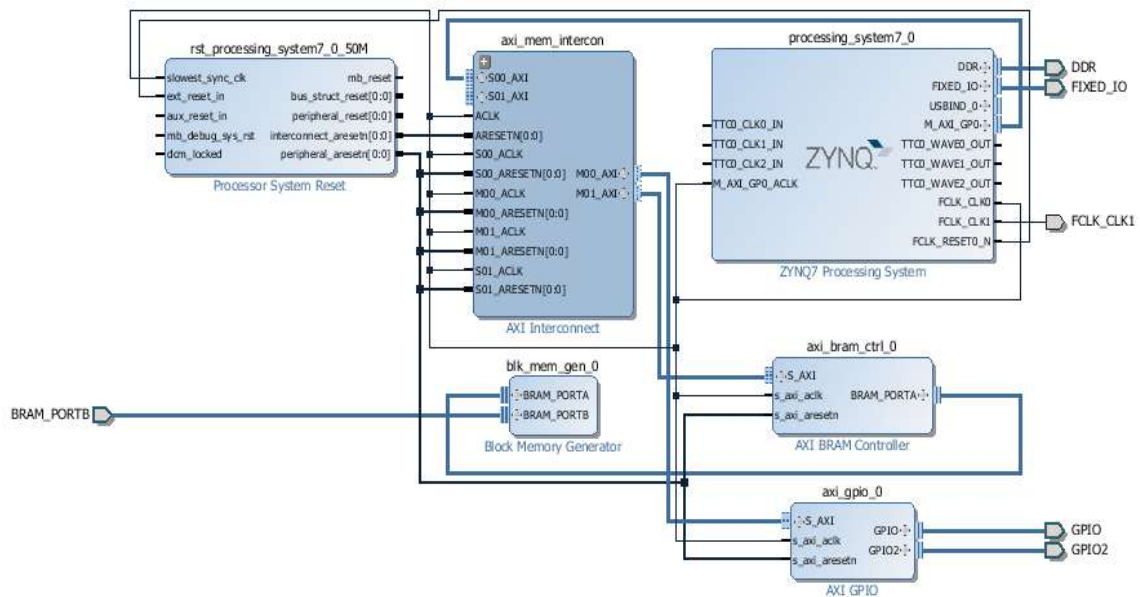 rst_processing_system7_0_50M
slowest_sync_clk
ext_reset_in
aux_reset_in
mb_debug_sys_rst
dcm_locked
mb_reset
bus_struct_reset[0:0]
peripheral_reset[0:0]
interconnect_aresetn[0:0]
peripheral_aresetn[0:0]
Processor System Reset
axi_mem_intercon
S00_AXI
S01_AXI
ACLK
ARESETN[0:0]
S00_ACLK
S00_ARESETN[0:0]
M00_ACLK
M00_ARESETN[0:0]
M01_ACLK
M01_ARESETN[0:0]
S01_ACLK
S01_ARESETN[0:0]
M00_AXI
M01_AXI
AXI Interconnect
processing_system7_0
TTC0_CLK0_IN
TTC0_CLK1_IN
TTC0_CLK2_IN
M_AXI_GP0_ACLK
ZYNQ
DDR
FIXED_IO
USBIND_0
M_AXI_GP0
TTC0_WAVE0_OUT
TTC0_WAVE1_OUT
TTC0_WAVE2_OUT
FCLK_CLK0
FCLK_CLK1
FCLK_RESET0_N
ZYNQ7 Processing System
DDR
FIXED_IO
FCLK_CLK1
BRAM_PORTB
blk_mem_gen_0
BRAM_PORTA
BRAM_PORTB
Block Memory Generator
axi_bram_ctrl_0
S_AXI
s_axi_aclk
s_axi_aresetn
BRAM_PORTA
AXI BRAM Controller
axi_gpio_0
S_AXI
s_axi_aclk
s_axi_aresetn
GPIO
GPIO2
AXI GPIO
GPIO
GPIO2